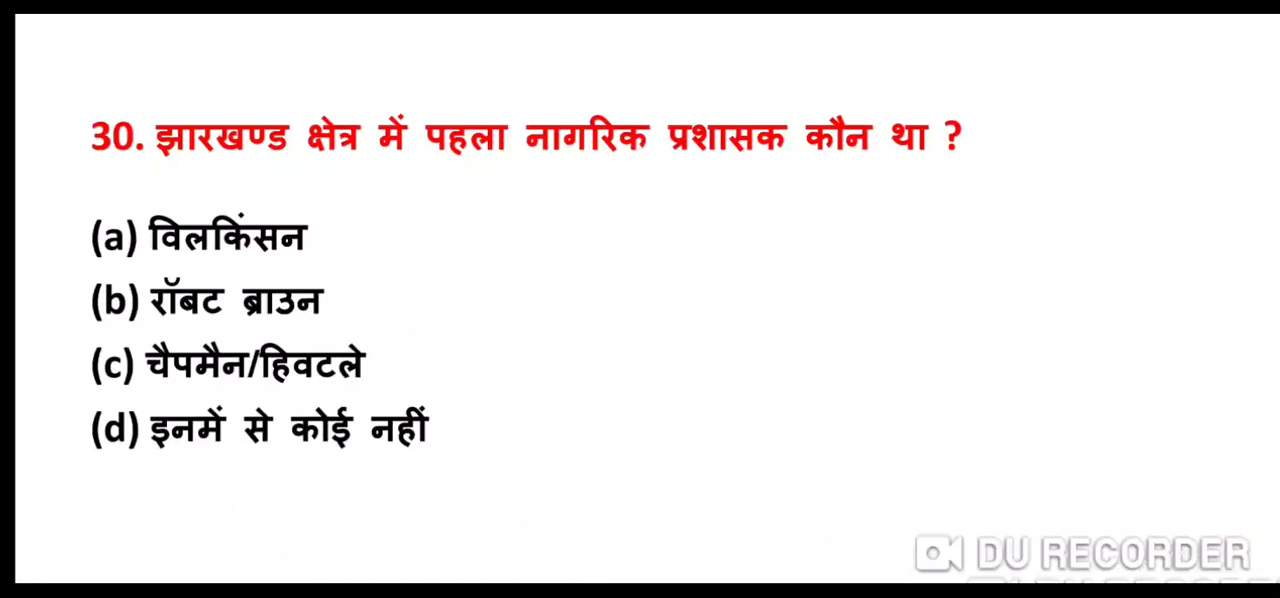 30. झारखण्ड क्षेत्र में पहला नागरिक प्रशासक कौन था ?
(a) विलकिंसन
(b) रॉबट ब्राउन
(c) चैपमैन/हिवटले
(d) इनमें से कोई नहीं
DU RECORDER